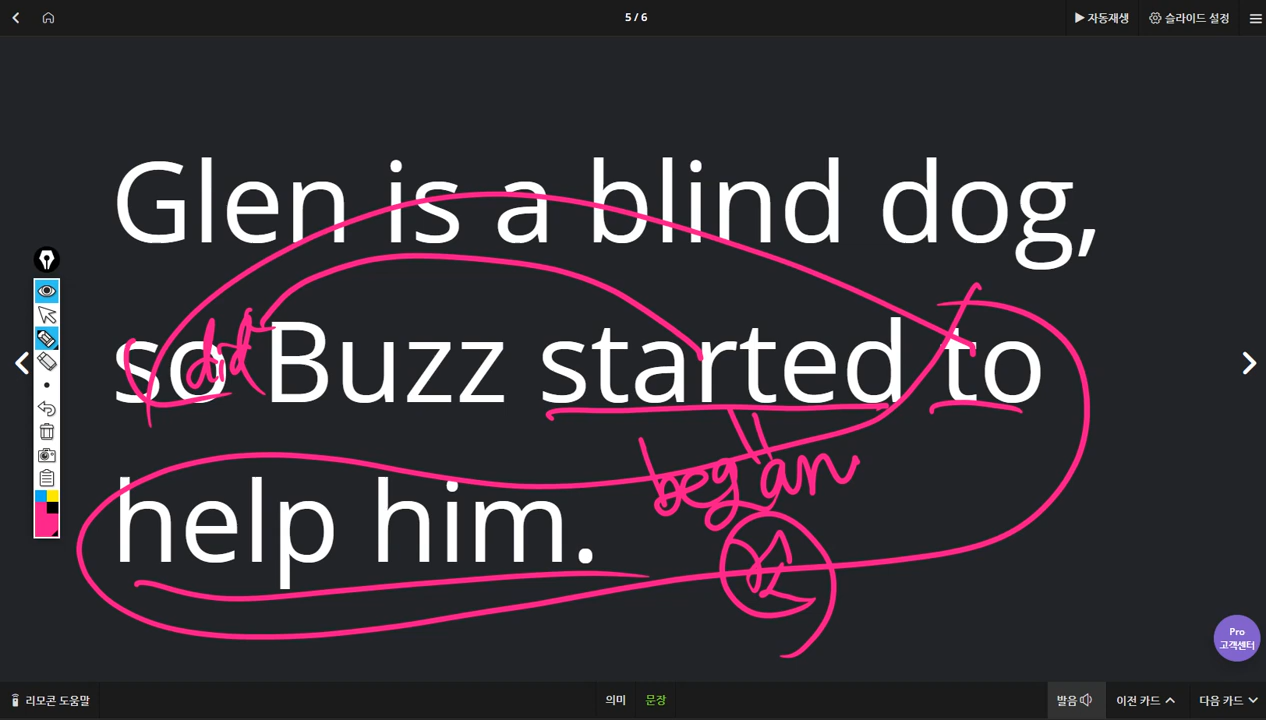 5 / 6
자동재생
슬라이드 설정
Glen is a blind dog,
so Buzz started to
help him.
began
Pro
고객센터
리모콘 도움말
의미
문장
발음
이전 카드
다음 카드